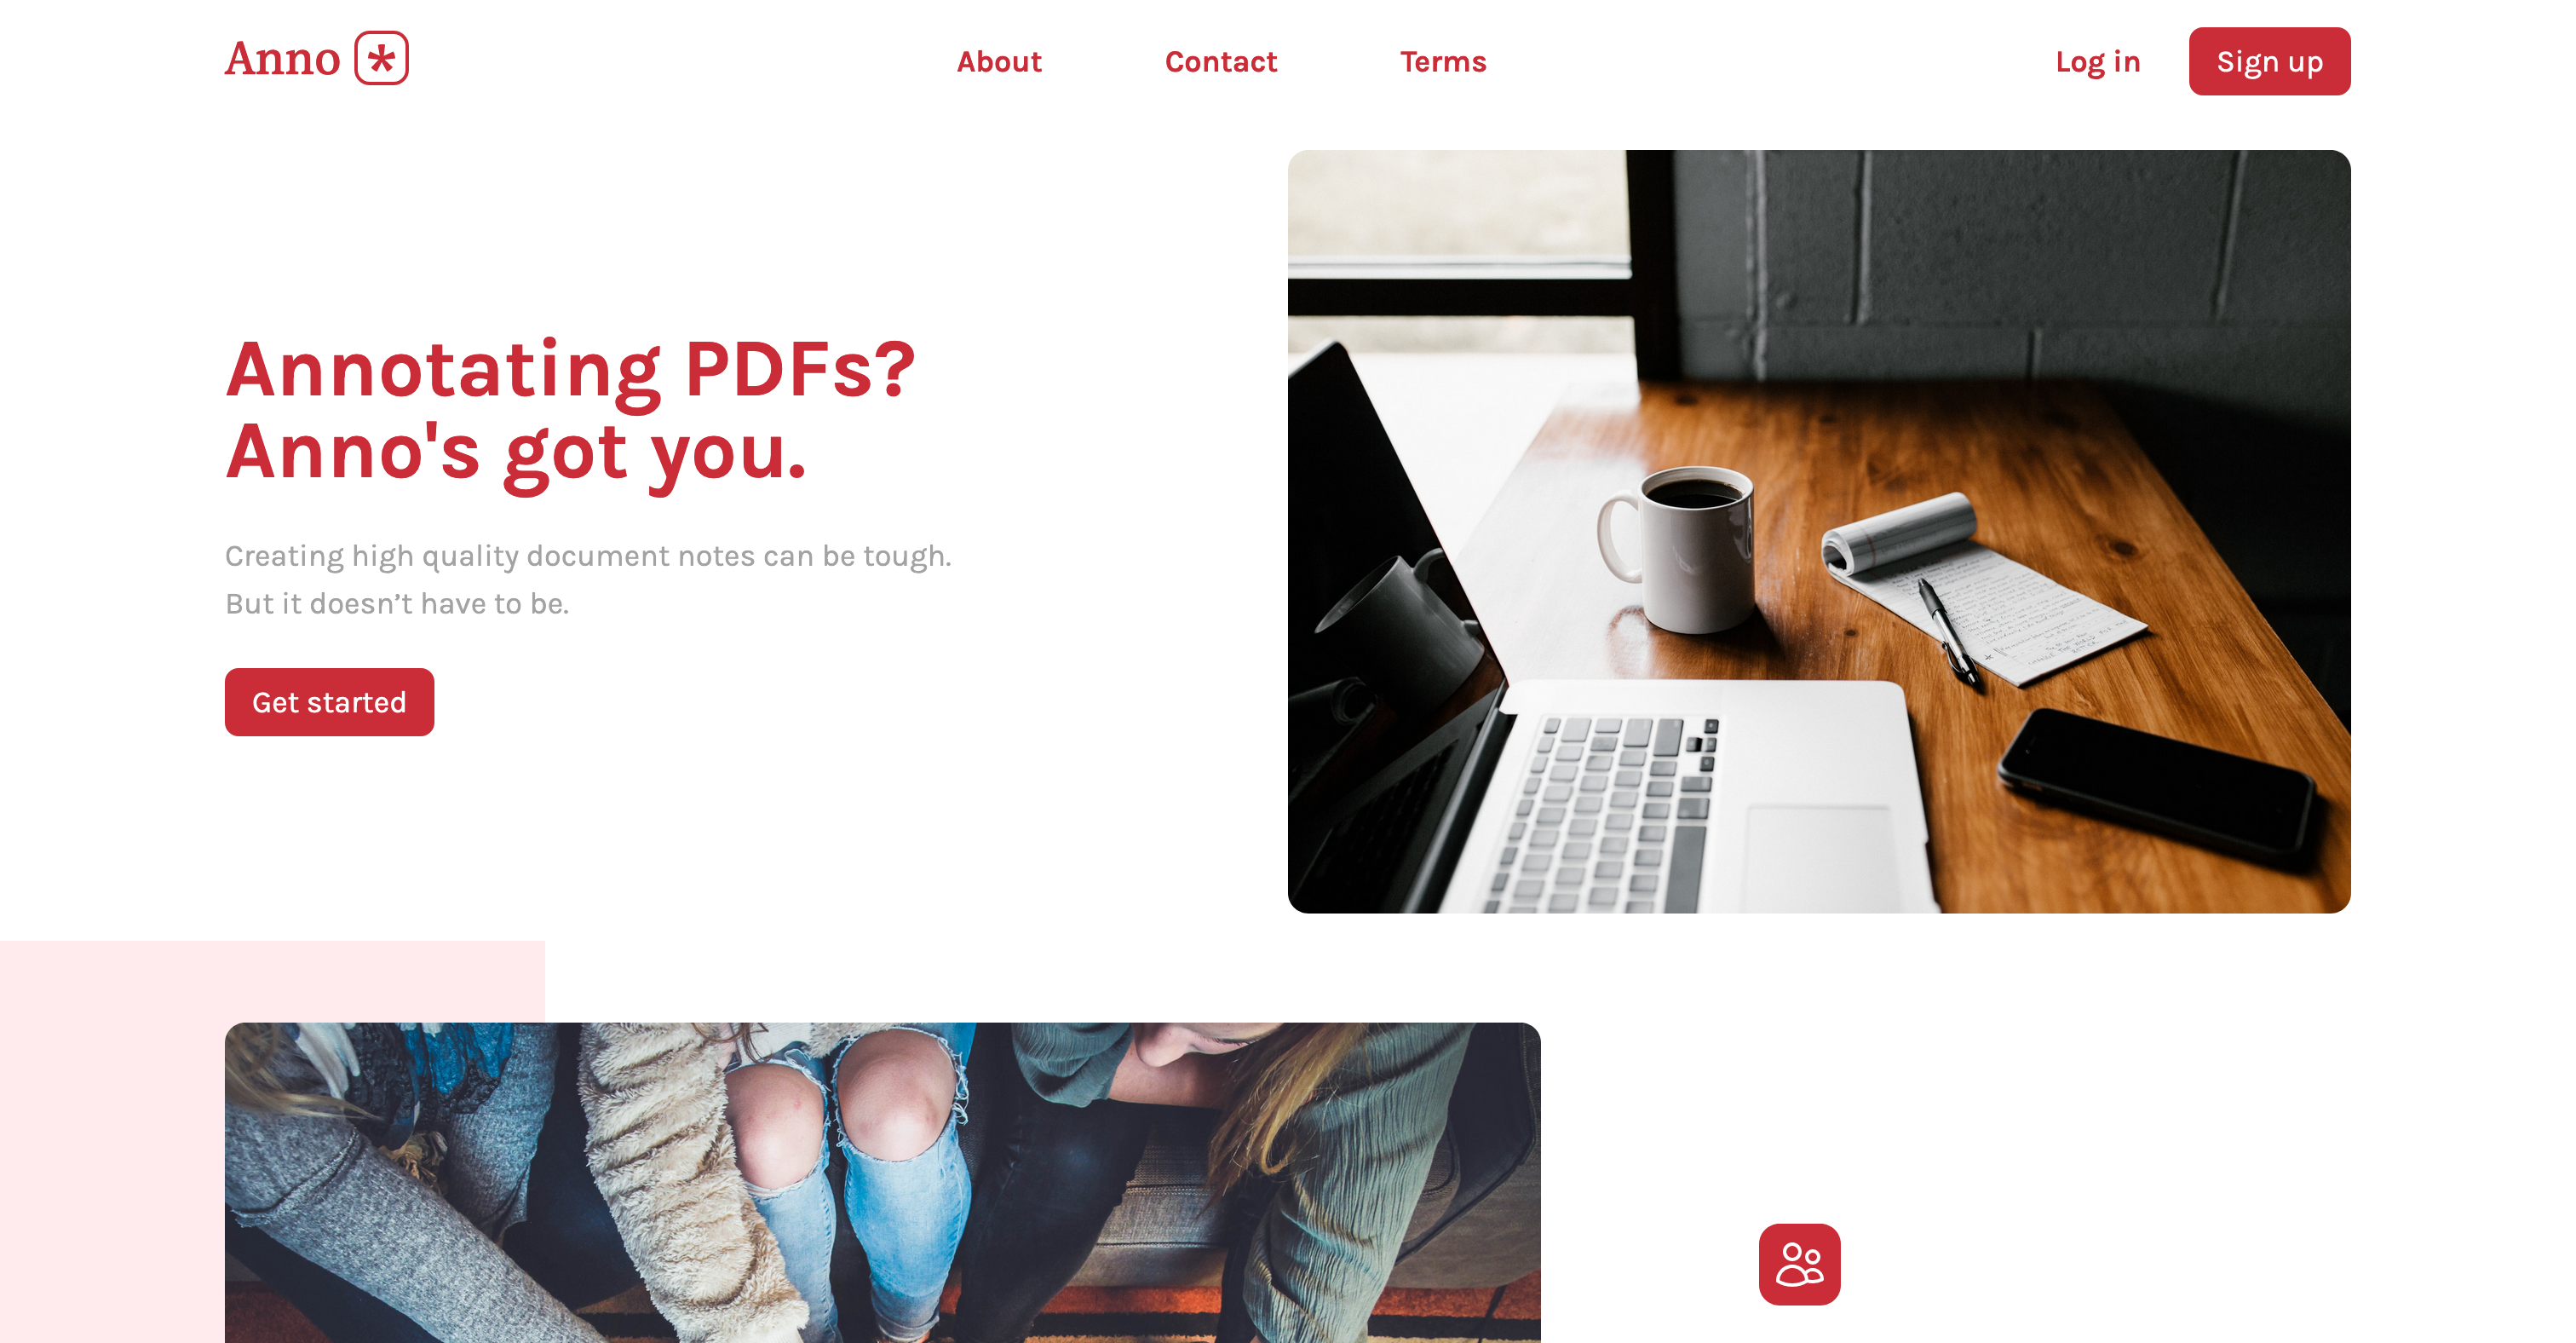 Anno *
About
Contact
Terms
Log in
Sign up
Annotating PDFs?
Anno's got you.
Creating high quality document notes can be tough.
But it doesn’t have to be.
Get started